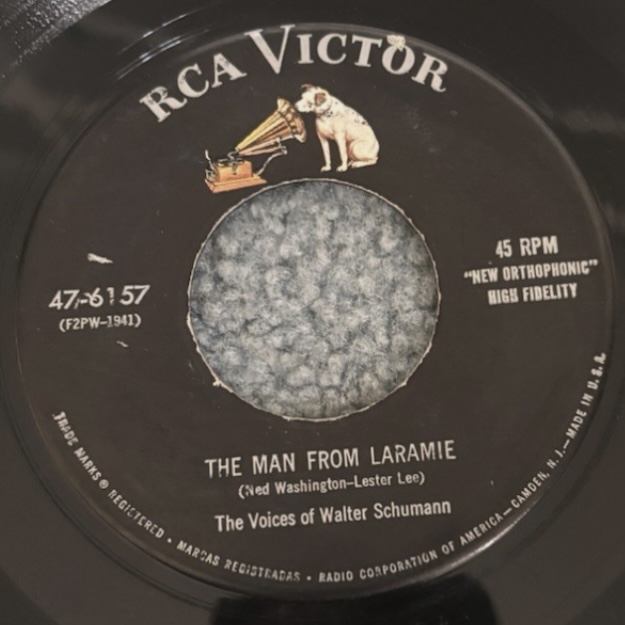 RCA VICTOR
45 RPM
"NEW ORTHOPHONIC"
HIGH FIDELITY
47-6157
(F2PW-1941)
THE MAN FROM LARAMIE
(Ned Washington-Lester Lee)
The Voices of Walter Schumann
TRADE MARKS ® REGISTERED • MARCAS REGISTRADAS • RADIO CORPORATION OF AMERICA—CAMDEN, N. J.—MADE IN U. S. A.